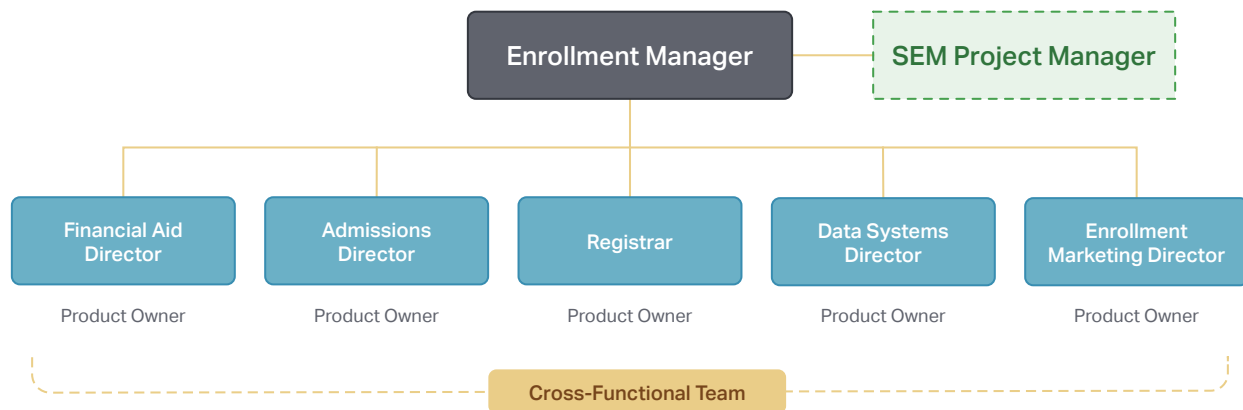 Enrollment Manager
SEM Project Manager
Financial Aid
Director
Admissions
Director
Registrar
Data Systems
Director
Enrollment
Marketing Director
Product Owner
Product Owner
Product Owner
Product Owner
Product Owner
Cross-Functional Team